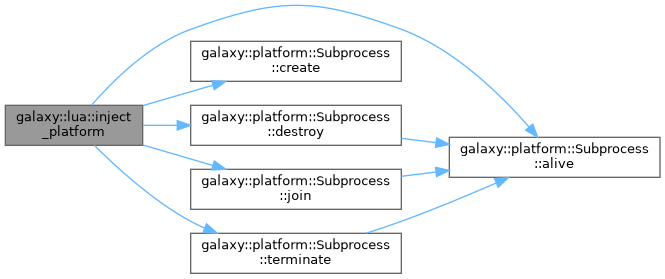 galaxy::lua::inject
_platform
galaxy::platform::Subprocess
::create
galaxy::platform::Subprocess
::destroy
galaxy::platform::Subprocess
::join
galaxy::platform::Subprocess
::terminate
galaxy::platform::Subprocess
::alive